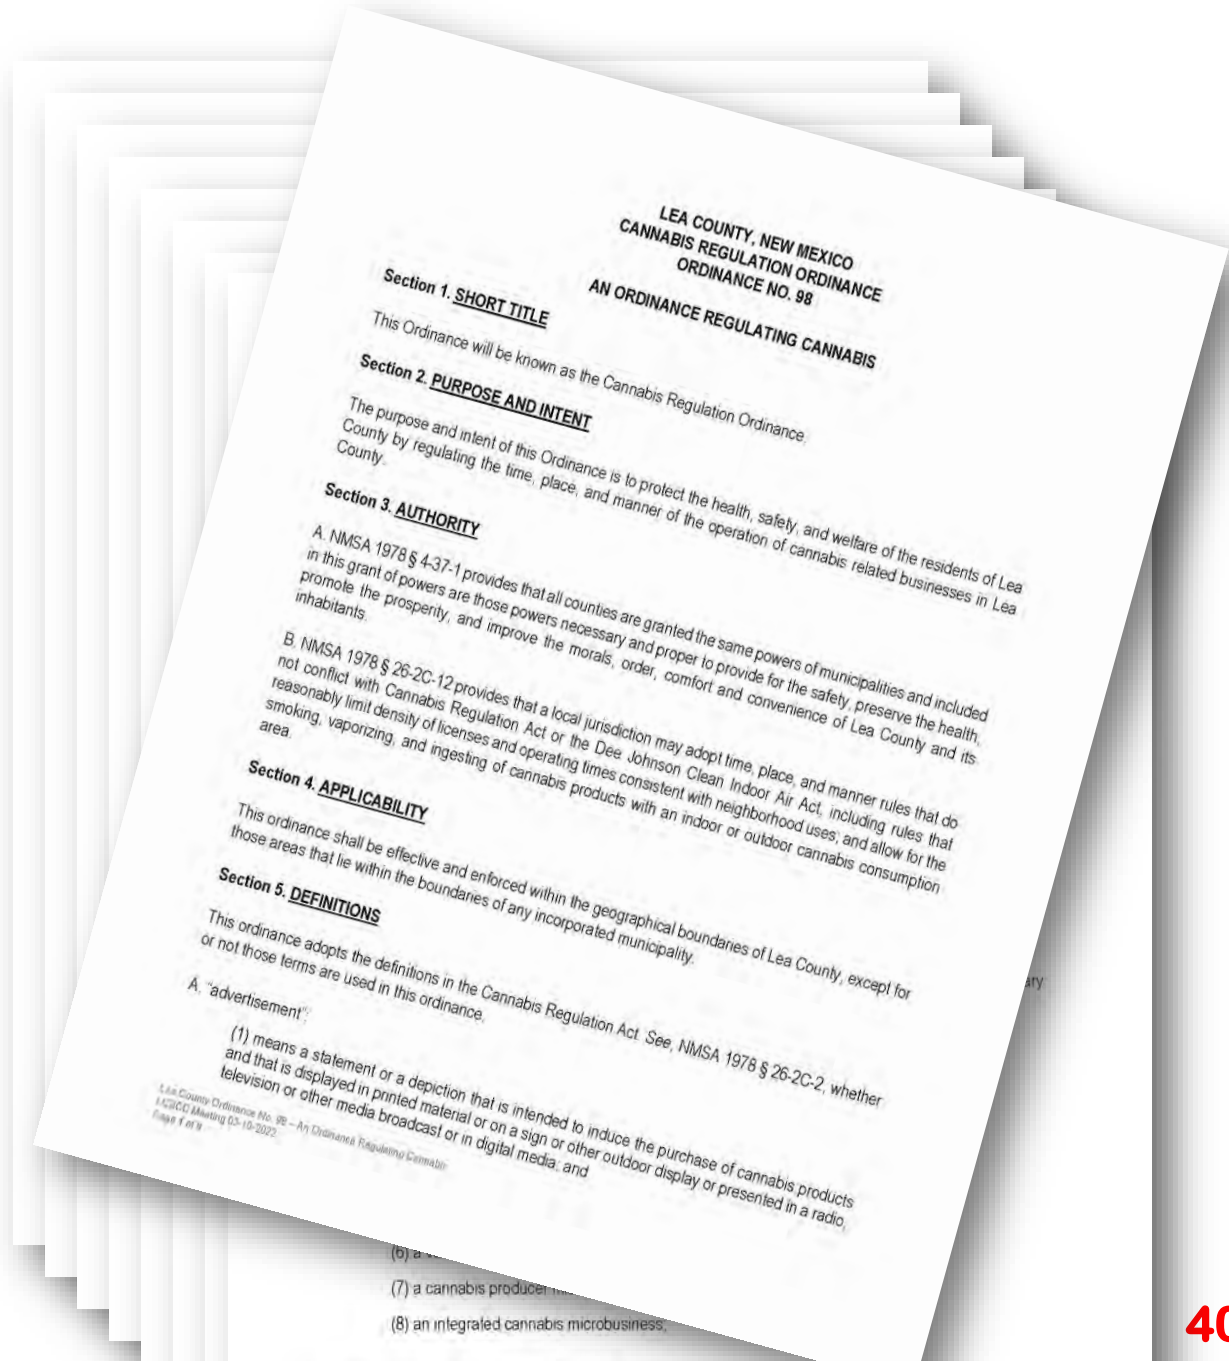 LEA COUNTY, NEW MEXICO
CANNABIS REGULATION ORDINANCE
ORDINANCE NO. 98
AN ORDINANCE REGULATING CANNABIS
Section 1. SHORT TITLE
This Ordinance will be known as the Cannabis Regulation Ordinance.
Section 2. PURPOSE AND INTENT
The purpose and intent of this Ordinance is to protect the health, safety, and welfare of the residents of Lea
County by regulating the time, place, and manner of the operation of cannabis related businesses in Lea
County.
Section 3. AUTHORITY
A. NMSA 1978 § 4-37-1 provides that all counties are granted the same powers of municipalities and included
in this grant of powers are those powers necessary and proper to provide for the safety, preserve the health,
promote the prosperity, and improve the morals, order, comfort and convenience of Lea County and its
inhabitants.
B. NMSA 1978 § 26-2C-12 provides that a local jurisdiction may adopt time, place, and manner rules that do
not conflict with Cannabis Regulation Act or the Dee Johnson Clean Indoor Air Act, including rules that
reasonably limit density of licenses and operating times consistent with neighborhood uses; and allow for the
smoking, vaporizing, and ingesting of cannabis products with an indoor or outdoor cannabis consumption
area.
Section 4. APPLICABILITY
This ordinance shall be effective and enforced within the geographical boundaries of Lea County, except for
those areas that lie within the boundaries of any incorporated municipality.
Section 5. DEFINITIONS
This ordinance adopts the definitions in the Cannabis Regulation Act. See, NMSA 1978 § 26-2C-2, whether
or not those terms are used in this ordinance.
A. "advertisement":
(1) means a statement or a depiction that is intended to induce the purchase of cannabis products
and that is displayed in printed material or on a sign or other outdoor display or presented in a radio,
television or other media broadcast or in digital media; and
Lea County Ordinance No. 98 – An Ordinance Regulating Cannabis
Meeting 03-10-2022
Page 1 of
ary
(6) a
(7) a cannabis producer
(8) an integrated cannabis microbusiness;
40